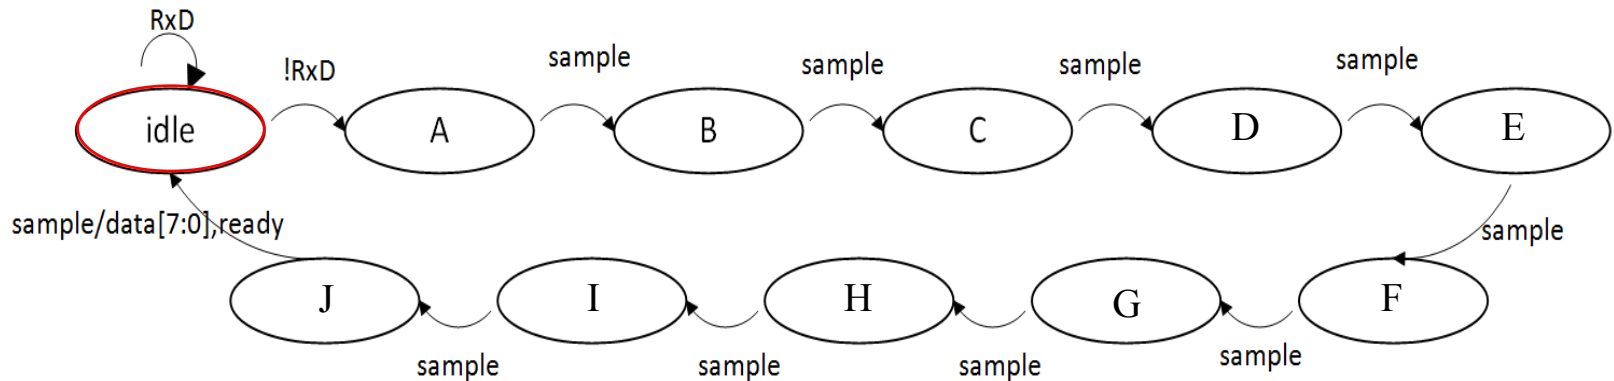 RxD
!RxD
sample
sample
sample
sample
idle
A
B
C
D
E
sample/data[7:0],ready
sample
J
I
H
G
F
sample
sample
sample
sample